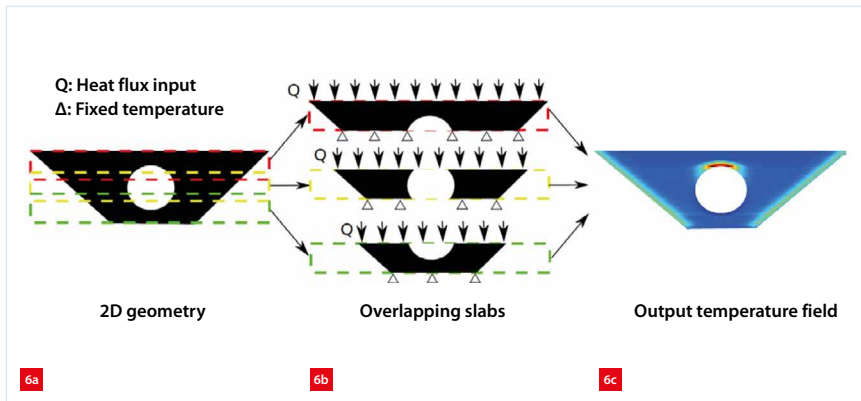 Q: Heat flux input
Δ: Fixed temperature
Q
Q
Q
2D geometry
Overlapping slabs
Output temperature field
6a
6b
6c